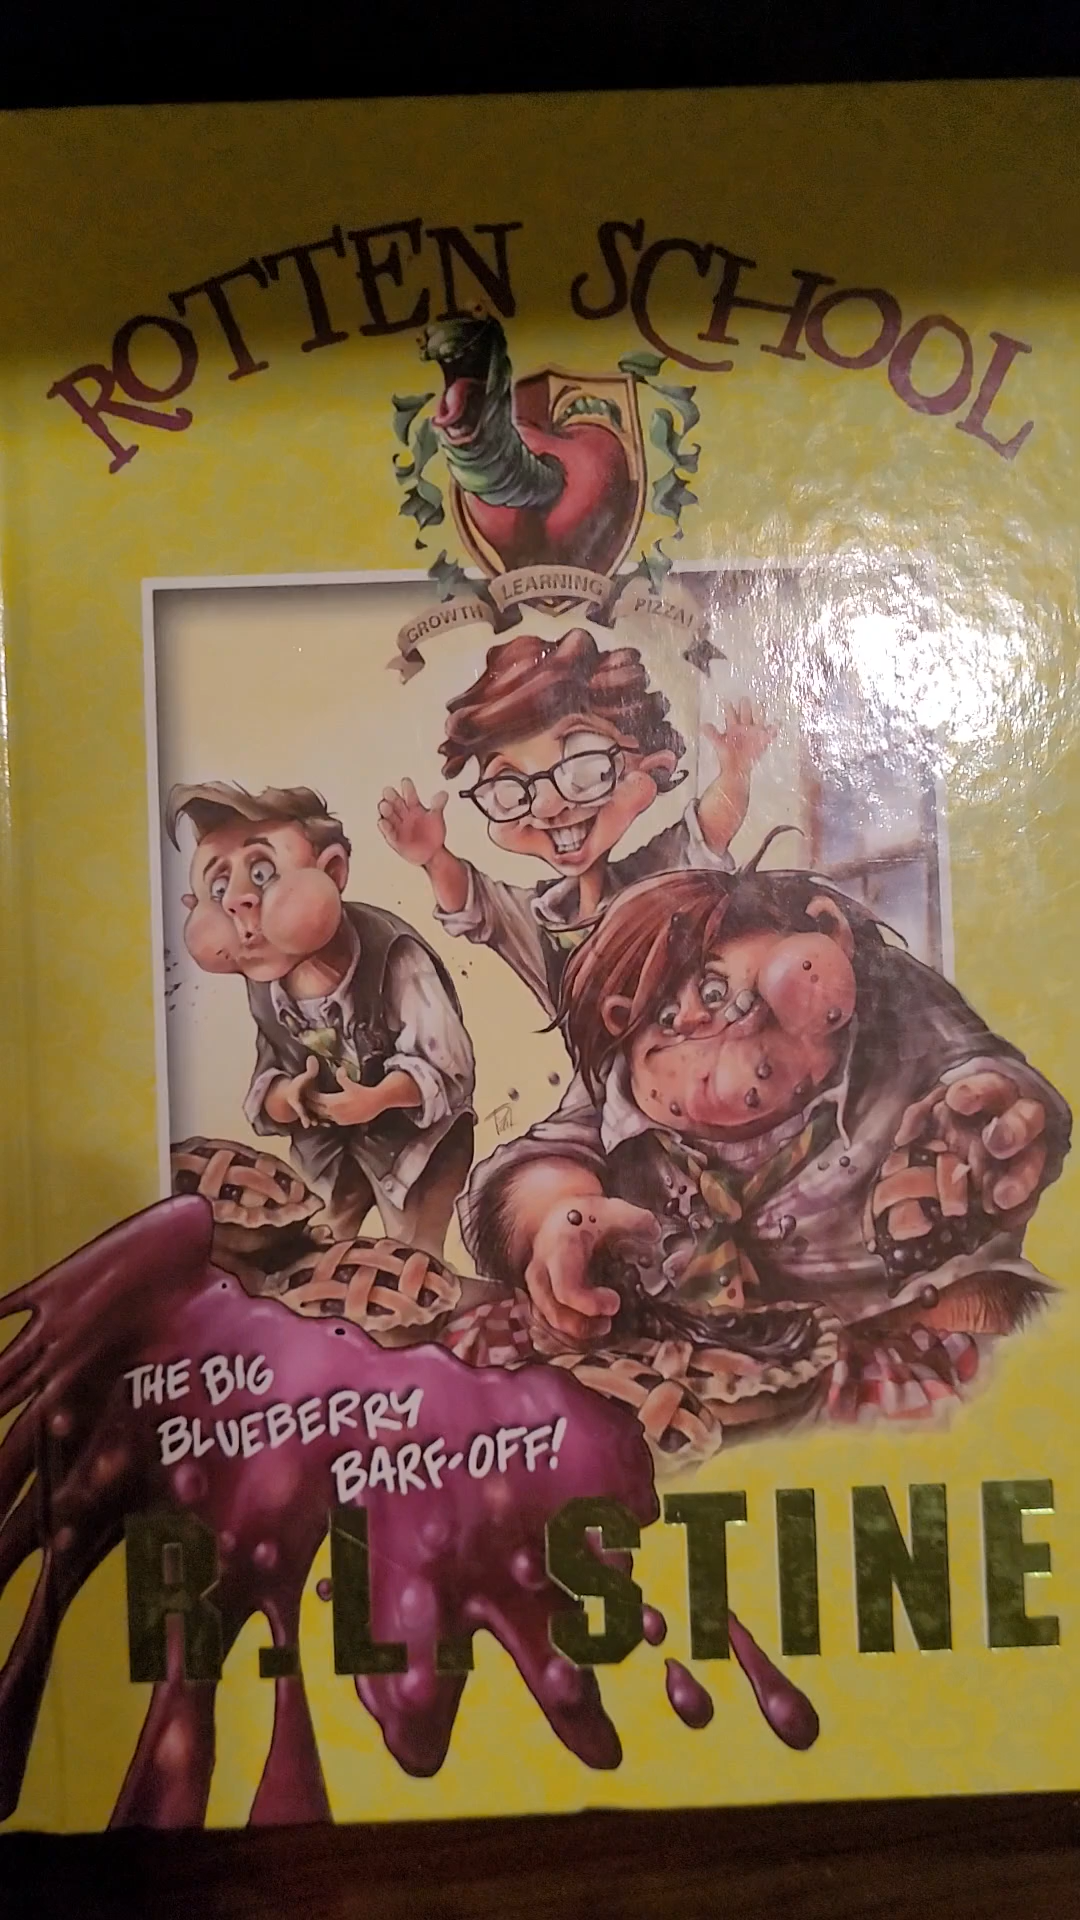 ROTTEN SCHOOL
GROWTH LEARNING PIZZA!
THE BIG
BLUEBERRY
BARF-OFF!
R.L. STINE